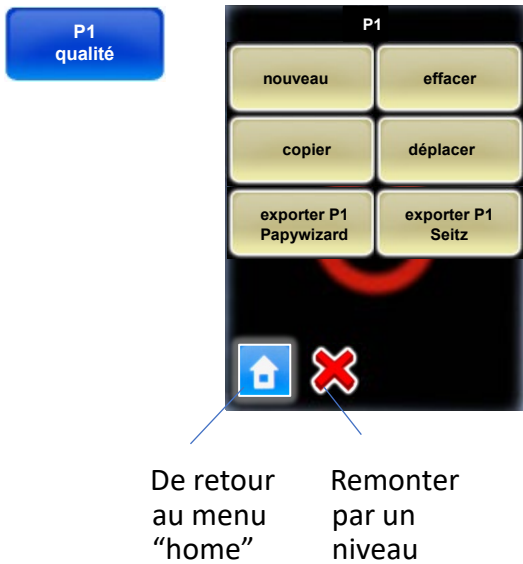 P1
qualité
P1
nouveau
effacer
copier
déplacer
exporter P1
Papywizard
exporter P1
Seitz
De retour
au menu
“home”
Remonter
par un
niveau